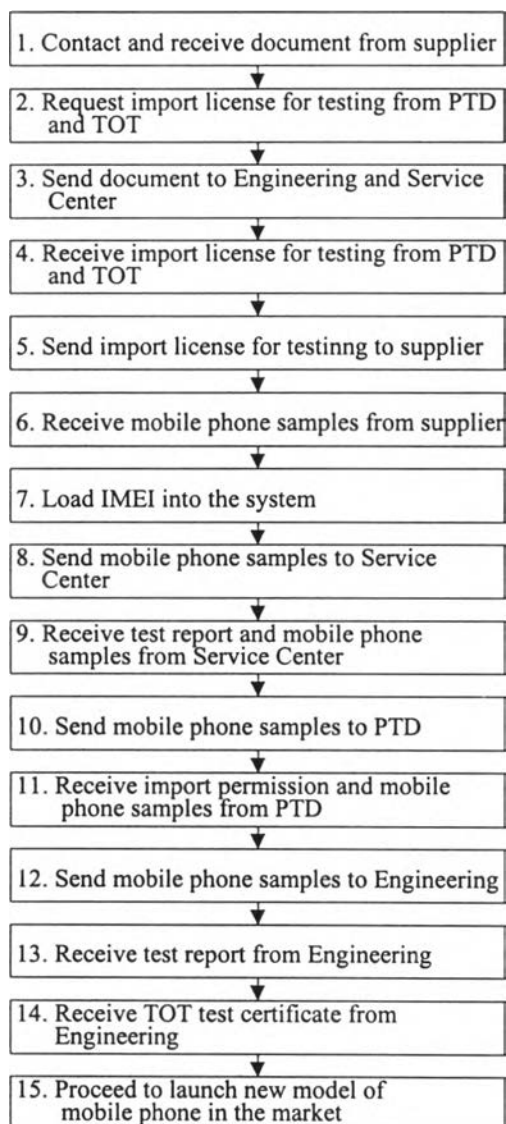 1. Contact and receive document from supplier
2. Request import license for testing from PTD
and TOT
3. Send document to Engineering and Service
Center
4. Receive import license for testing from PTD
and TOT
5. Send import license for testinng to supplier
6. Receive mobile phone samples from supplier
7. Load IMEI into the system
8. Send mobile phone samples to Service
Center
9. Receive test report and mobile phone
samples from Service Center
10. Send mobile phone samples to PTD
11. Receive import permission and mobile
phone samples from PTD
12. Send mobile phone samples to Engineering
13. Receive test report from Engineering
14. Receive TOT test certificate from
Engineering
15. Proceed to launch new model of
mobile phone in the market